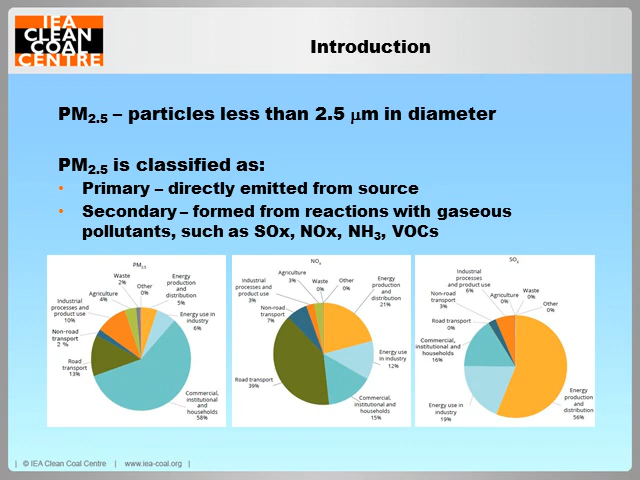 IEA
CLEAN
COAL
CENTRE
Introduction
PM2.5 – particles less than 2.5 μm in diameter
PM2.5 is classified as:
• Primary – directly emitted from source
• Secondary – formed from reactions with gaseous
pollutants, such as SOx, NOx, NH3, VOCs
PM2.5
Waste
2%
Other
0%
Energy
production
and
distribution
5%
Energy use in
industry
6%
Commercial,
institutional
and
households
58%
Road
transport
13%
Non-road
transport
2 %
Industrial
processes
and product
use
10%
Agriculture
4%
NOx
Agriculture
3%
Waste
0%
Other
0%
Energy
production
and
distribution
21%
Energy use in
industry
12%
Commercial,
institutional and
households
15%
Road transport
39%
Non-road
transport
7%
Industrial
processes and
product use
3%
SOx
Industrial
processes
and product use
6%
Agriculture
0%
Waste
0%
Other
0%
Energy
production
and
distribution
56%
Energy use in
industry
19%
Commercial,
institutional and
households
16%
Road transport
0%
Non-road
transport
3%
| © IEA Clean Coal Centre | www.iea-coal.org |